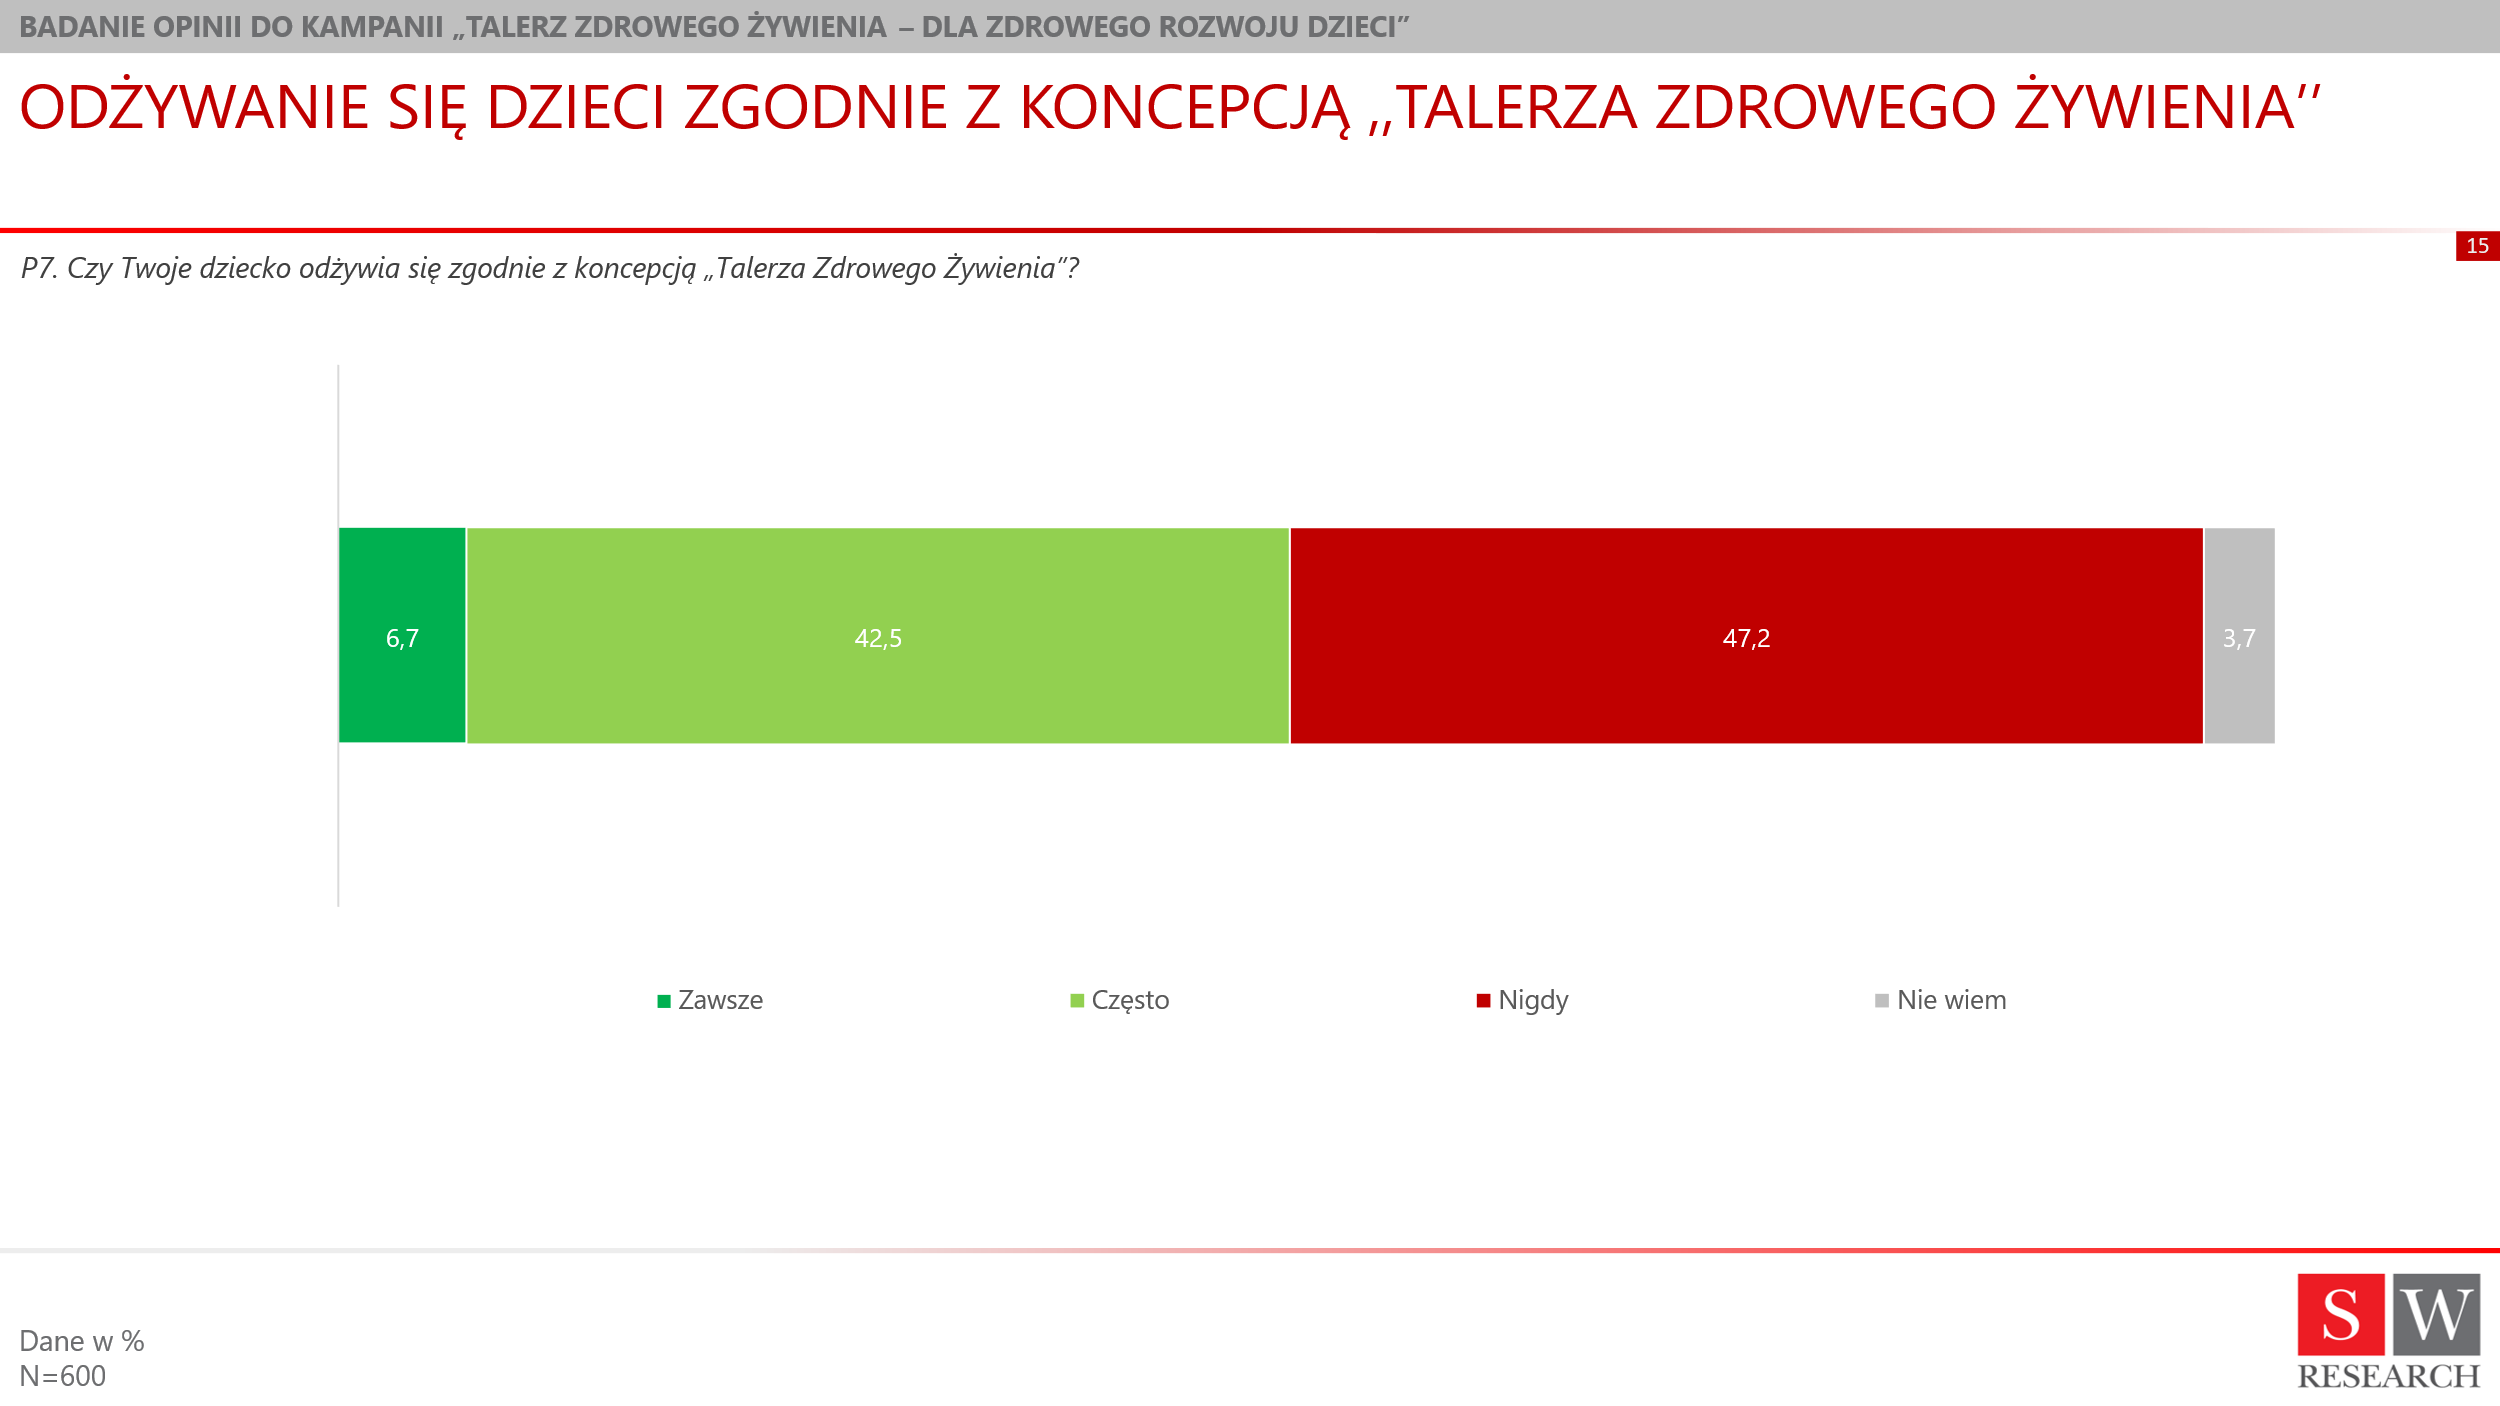 BADANIE OPINII DO KAMPANII „TALERZ ZDROWEGO ŻYWIENIA – DLA ZDROWEGO ROZWOJU DZIECI”
ODŻYWANIE SIĘ DZIECI ZGODNIE Z KONCEPCJĄ ,,TALERZA ZDROWEGO ŻYWIENIA’’
15
P7. Czy Twoje dziecko odżywia się zgodnie z koncepcją „Talerza Zdrowego Żywienia”?
6,7 42,5 47,2 3,7
Zawsze Często Nigdy Nie wiem
Dane w %
N=600
S W
RESEARCH